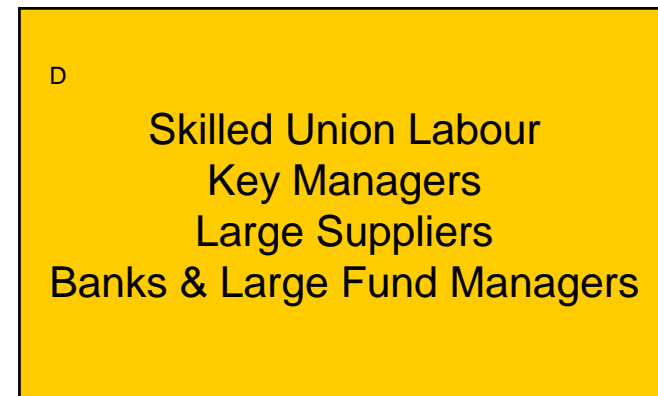 D
Skilled Union Labour
Key Managers
Large Suppliers
Banks & Large Fund Managers